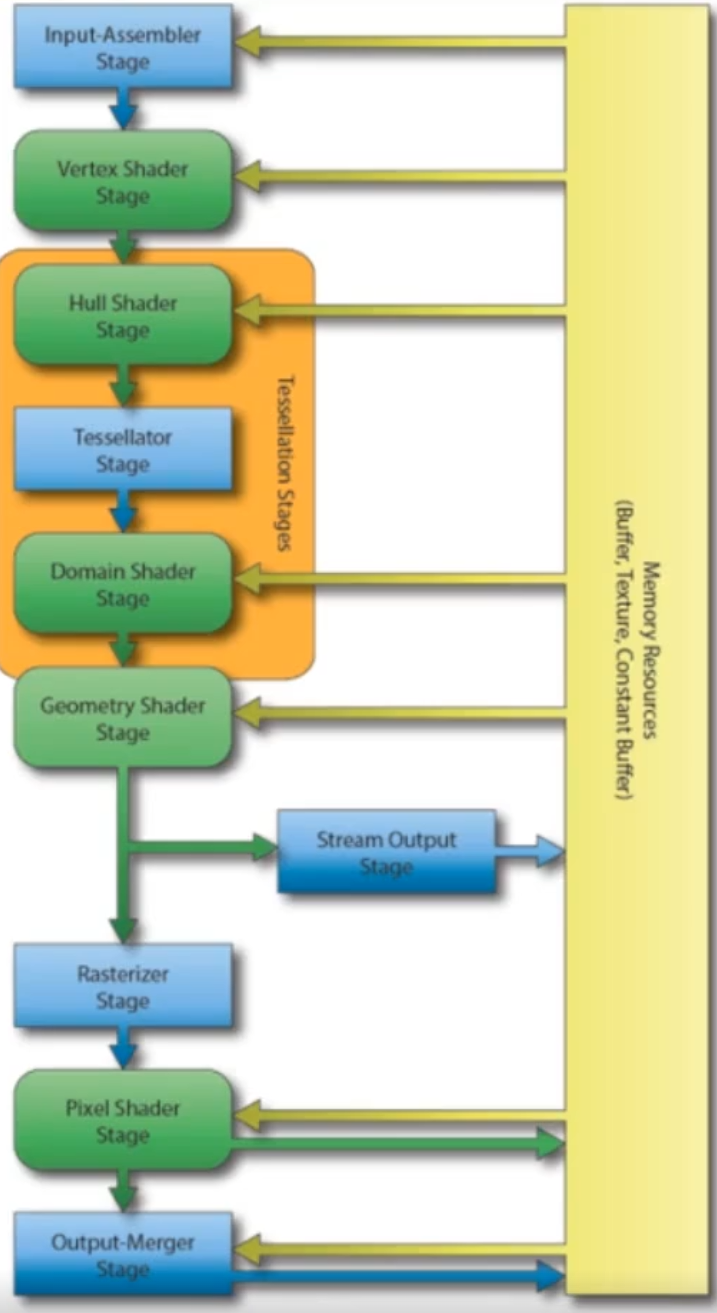 Input-Assembler
Stage
Vertex Shader
Stage
Hull Shader
Stage
Tessellator
Stage
Domain Shader
Stage
Tessellation Stages
Geometry Shader
Stage
Stream Output
Stage
Rasterizer
Stage
Pixel Shader
Stage
Output-Merger
Stage
Memory Resources
(Buffer, Texture, Constant Buffer)